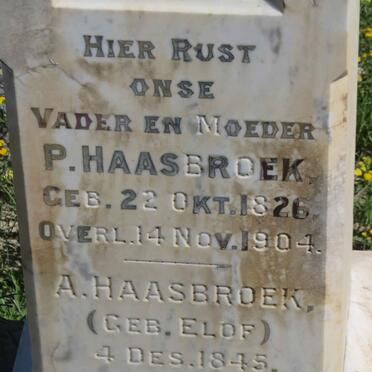 HIER RUST
ONSE
VADER EN MOEDER
P. HAASBROEK,
GEB. 22 OKT. 1826.
OVERL. 14 NOV. 1904.
A. HAASBROEK,
(GEB. ELOF)
4 DES. 1845.